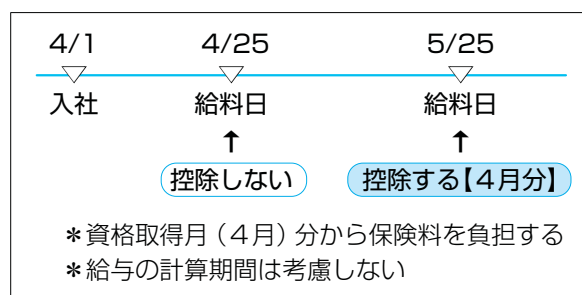 4/1 4/25 5/25
入社 給料日 給料日
↑ ↑
控除しない 控除する【4月分】
＊資格取得月（4月）分から保険料を負担する
＊給与の計算期間は考慮しない